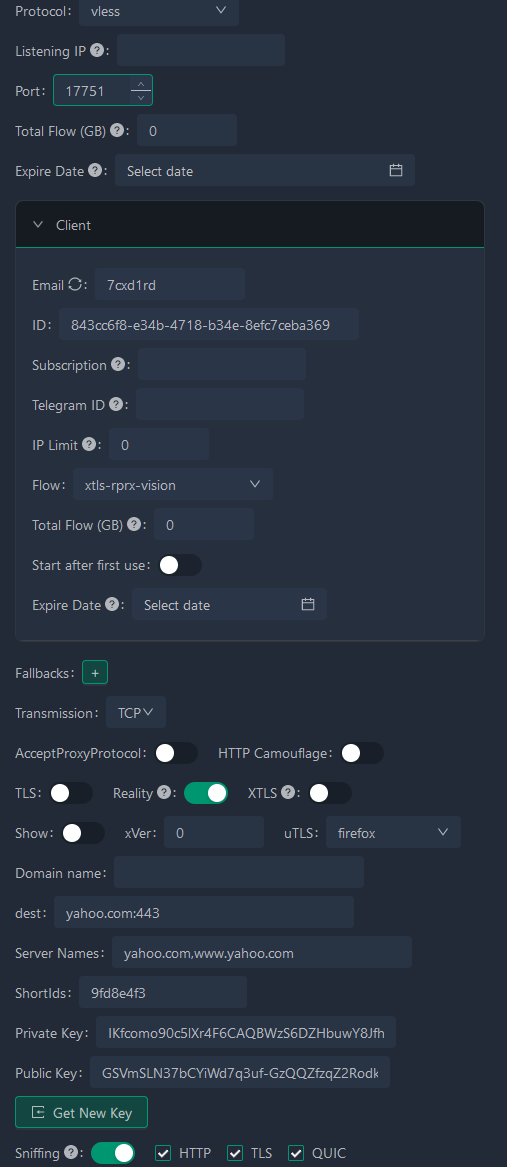 Protocol: vless
Listening IP ? :
Port: 17751
Total Flow (GB) ? : 0
Expire Date ? : Select date
Client
Email : 7cxd1rd
ID: 843cc6f8-e34b-4718-b34e-8efc7ceba369
Subscription ? :
Telegram ID ? :
IP Limit ? : 0
Flow: xtls-rprx-vision
Total Flow (GB) ? : 0
Start after first use:
Expire Date ? : Select date
Fallbacks: +
Transmission: TCP
AcceptProxyProtocol: HTTP Camouflage:
TLS: Reality ? : XTLS ? :
Show: xVer: 0 uTLS: firefox
Domain name:
dest: yahoo.com:443
Server Names: yahoo.com,www.yahoo.com
ShortIds: 9fd8e4f3
Private Key: IKfcomo90c5lXr4F6CAQBWzS6DZHbuwY8Jfh
Public Key: GSVmSLN37bCYiWd7q3uf-GzQQZfzqZ2Rodk
Get New Key
Sniffing ? : HTTP TLS QUIC